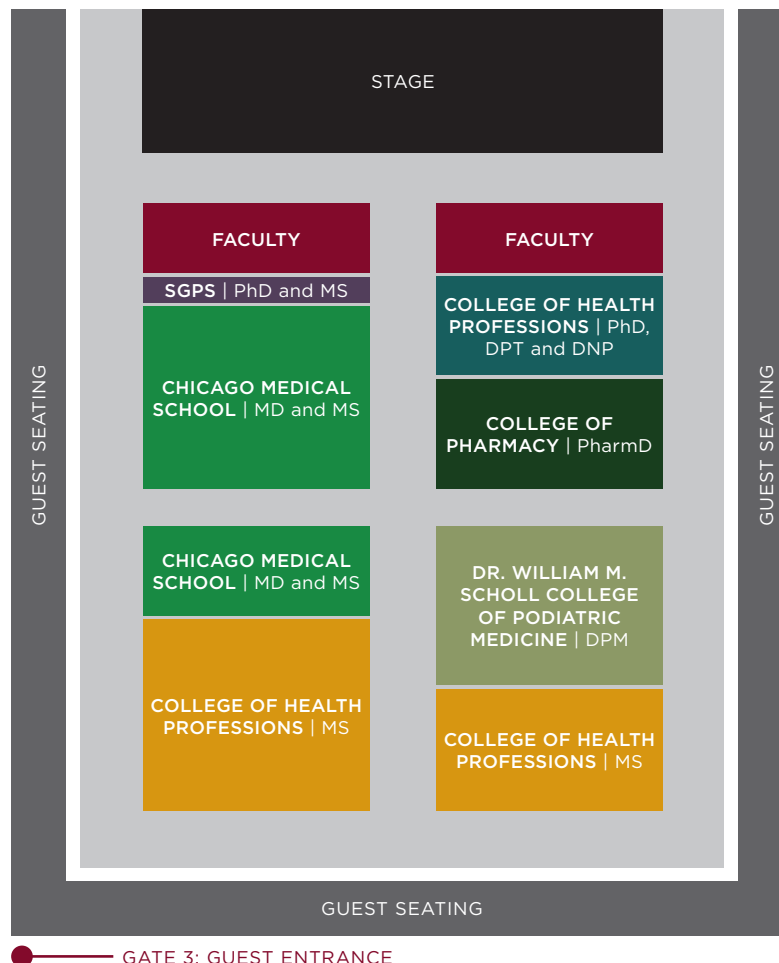 STAGE
FACULTY
SGPS | PhD and MS
CHICAGO MEDICAL
SCHOOL | MD and MS
CHICAGO MEDICAL
SCHOOL | MD and MS
COLLEGE OF HEALTH
PROFESSIONS | MS
FACULTY
COLLEGE OF HEALTH
PROFESSIONS | PhD,
DPT and DNP
COLLEGE OF
PHARMACY | PharmD
DR. WILLIAM M.
SCHOLL COLLEGE
OF PODIATRIC
MEDICINE | DPM
COLLEGE OF HEALTH
PROFESSIONS | MS
GUEST SEATING
GUEST SEATING
GUEST SEATING
GATE 3: GUEST ENTRANCE